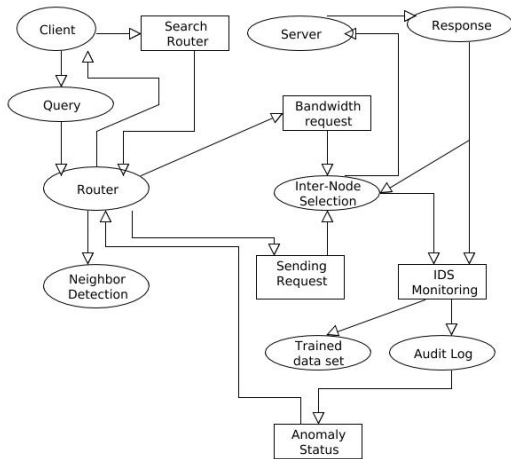 Client
Search
Router
Server
Response
Query
Bandwidth
request
Router
Inter-Node
Selection
Neighbor
Detection
Sending
Request
IDS
Monitoring
Trained
data set
Audit Log
Anomaly
Status